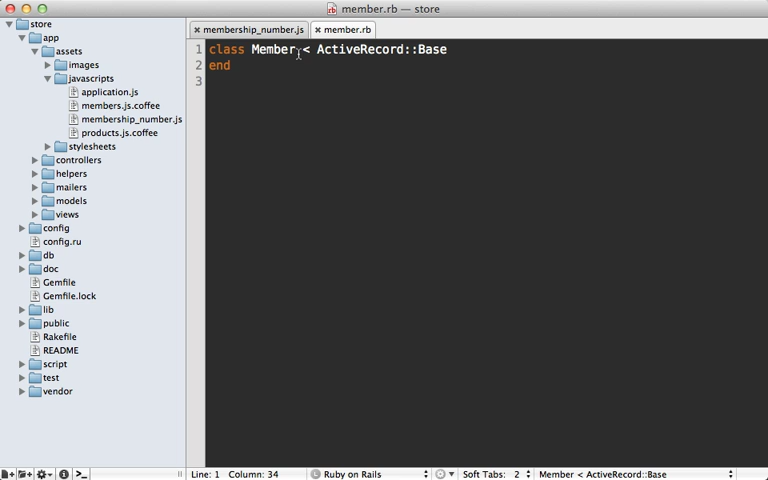 member.rb — store
store
app
assets
images
javascripts
application.js
members.js.coffee
membership_number.js
products.js.coffee
stylesheets
controllers
helpers
mailers
models
views
config
config.ru
db
doc
Gemfile
Gemfile.lock
lib
public
Rakefile
README
script
test
vendor
membership_number.js
member.rb
1 class Member < ActiveRecord::Base
2 end
3
Line: 1 Column: 34
Ruby on Rails
Soft Tabs: 2
Member < ActiveRecord::Base